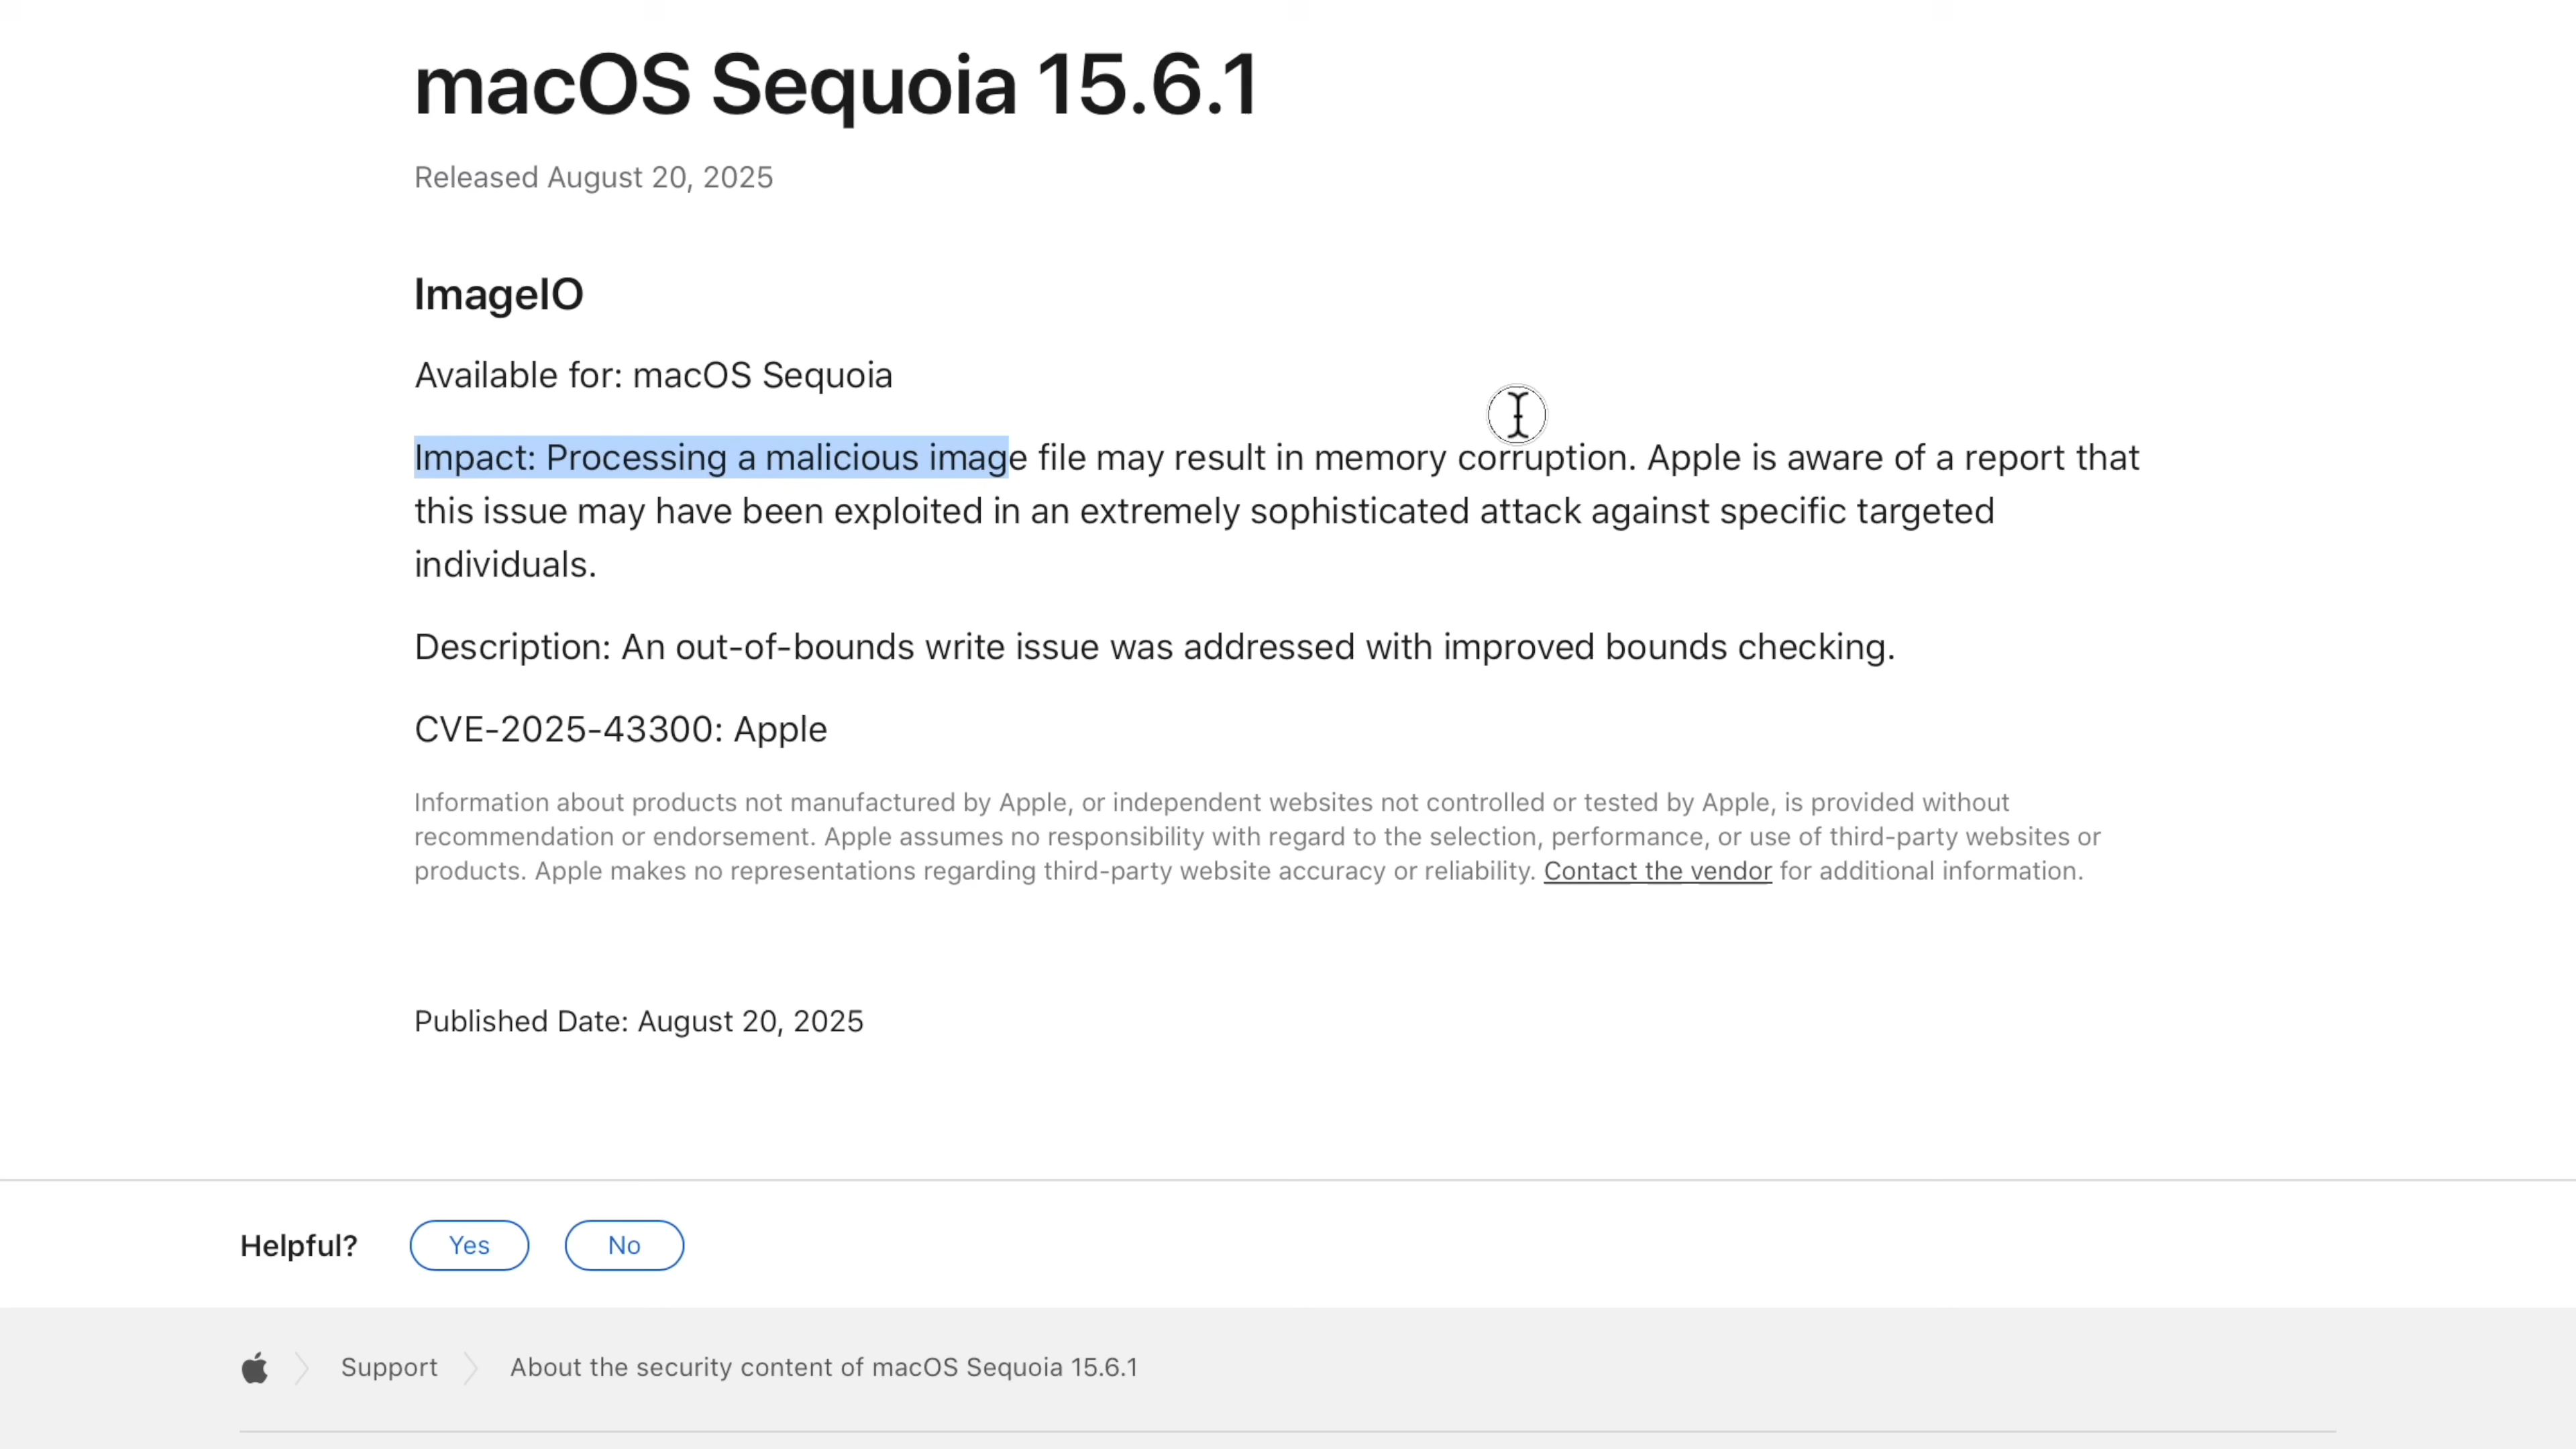 macOS Sequoia 15.6.1
Released August 20, 2025
ImageIO
Available for: macOS Sequoia
Impact: Processing a malicious image file may result in memory corruption. Apple is aware of a report that
this issue may have been exploited in an extremely sophisticated attack against specific targeted
individuals.
Description: An out-of-bounds write issue was addressed with improved bounds checking.
CVE-2025-43300: Apple
Information about products not manufactured by Apple, or independent websites not controlled or tested by Apple, is provided without
recommendation or endorsement. Apple assumes no responsibility with regard to the selection, performance, or use of third-party websites or
products. Apple makes no representations regarding third-party website accuracy or reliability. Contact the vendor for additional information.
Published Date: August 20, 2025
Helpful? Yes No
Support About the security content of macOS Sequoia 15.6.1